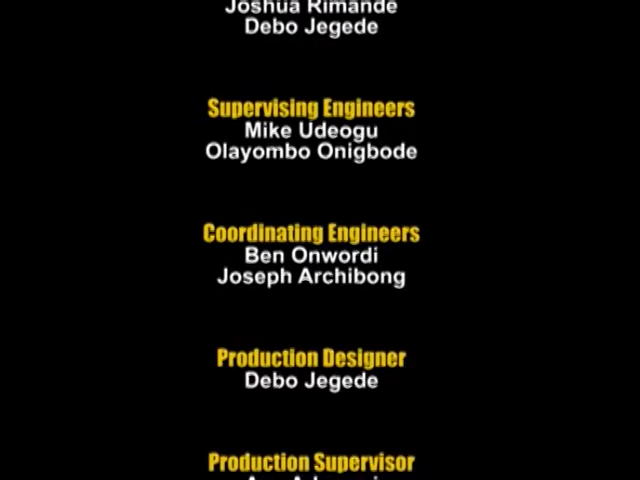 Joshua Rimande
Debo Jegede
Supervising Engineers
Mike Udeogu
Olayombo Onigbode
Coordinating Engineers
Ben Onwordi
Joseph Archibong
Production Designer
Debo Jegede
Production Supervisor